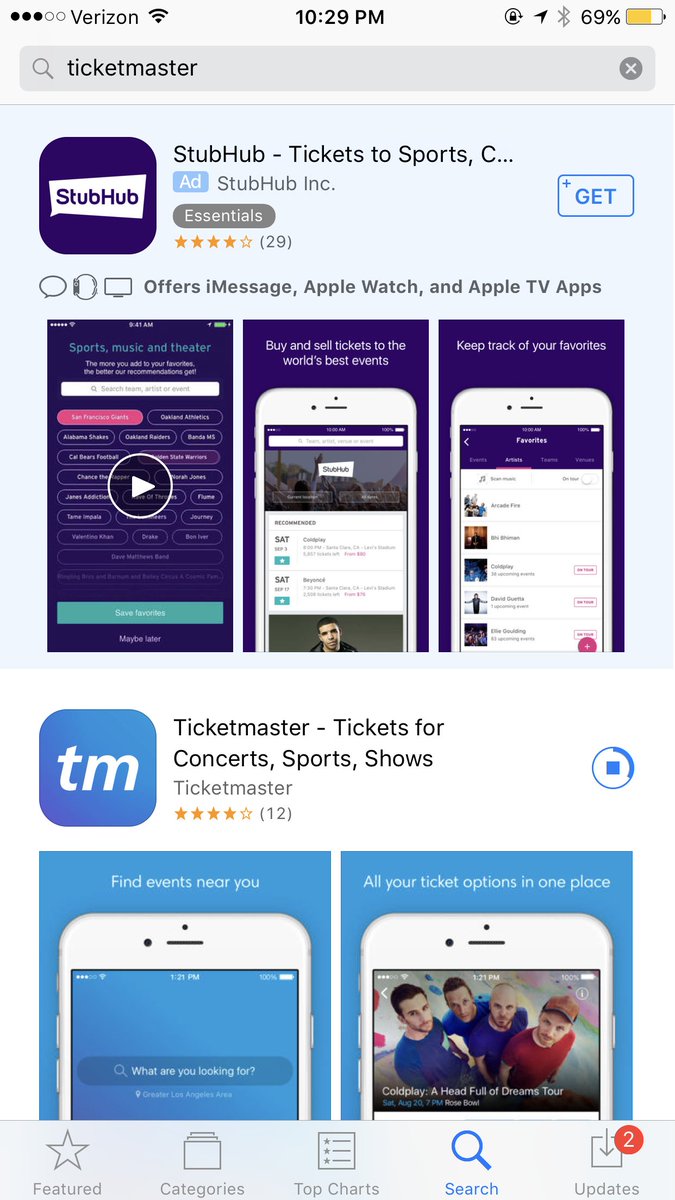 Verizon 10:29 PM 69%
ticketmaster
StubHub
StubHub - Tickets to Sports, C...
Ad StubHub Inc.
Essentials
(29)
GET
Offers iMessage, Apple Watch, and Apple TV Apps
9:41 AM
Sports, music and theater
The more you add to your favorites,
the better our recommendations get!
Search team, artist or event
San Francisco Giants Oakland Athletics
Alabama Shakes Oakland Raiders Banda MS
Cal Bears Football Golden State Warriors
Chance the Rapper Norah Jones
Janes Addiction Flume
Tame Impala Journey
Valentino Khan Drake Bon Iver
Dave Matthews Band
Ringling Bros and Barnum and Bailey Circus A Cosmic Fam...
Save favorites
Maybe later
Buy and sell tickets to the
world's best events
10:00 AM 100%
Team, artist, venue or event
StubHub
Current location All dates
RECOMMENDED
SAT Coldplay
SEP 3 6:00 PM - Santa Clara, CA - Levi's Stadium
5,857 tickets left From $80
SAT Beyoncé
SEP 17 7:30 PM - Santa Clara, CA - Levi's Stadium
tickets left From $76
Keep track of your favorites
10:00 AM 100%
Favorites
Events Artists Teams Venues
Scan music On tour
Arcade Fire
Bhi Bhiman
Coldplay
38 upcoming events
ON TOUR
David Guetta
1 upcoming event
ON TOUR
Ellie Goulding
63 upcoming events
ON TOUR
tm
Ticketmaster - Tickets for
Concerts, Sports, Shows
Ticketmaster
(12)
Find events near you
1:21 PM 100%
What are you looking for?
Greater Los Angeles Area
All your ticket options in one place
1:21 PM 100%
Coldplay: A Head Full of Dreams Tour
Sat, Aug 20, 7 PM Rose Bowl
2
Featured Categories Top Charts Search Updates